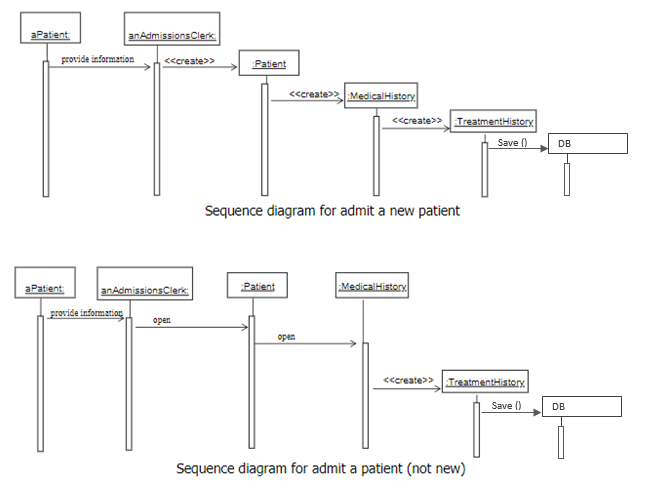 aPatient:
anAdmissionsClerk:
provide information
<<create>>
:Patient
<<create>>
:MedicalHistory
<<create>>
:TreatmentHistory
Save ()
DB
Sequence diagram for admit a new patient
aPatient:
anAdmissionsClerk:
:Patient
:MedicalHistory
provide information
open
open
<<create>>
:TreatmentHistory
Save ()
DB
Sequence diagram for admit a patient (not new)